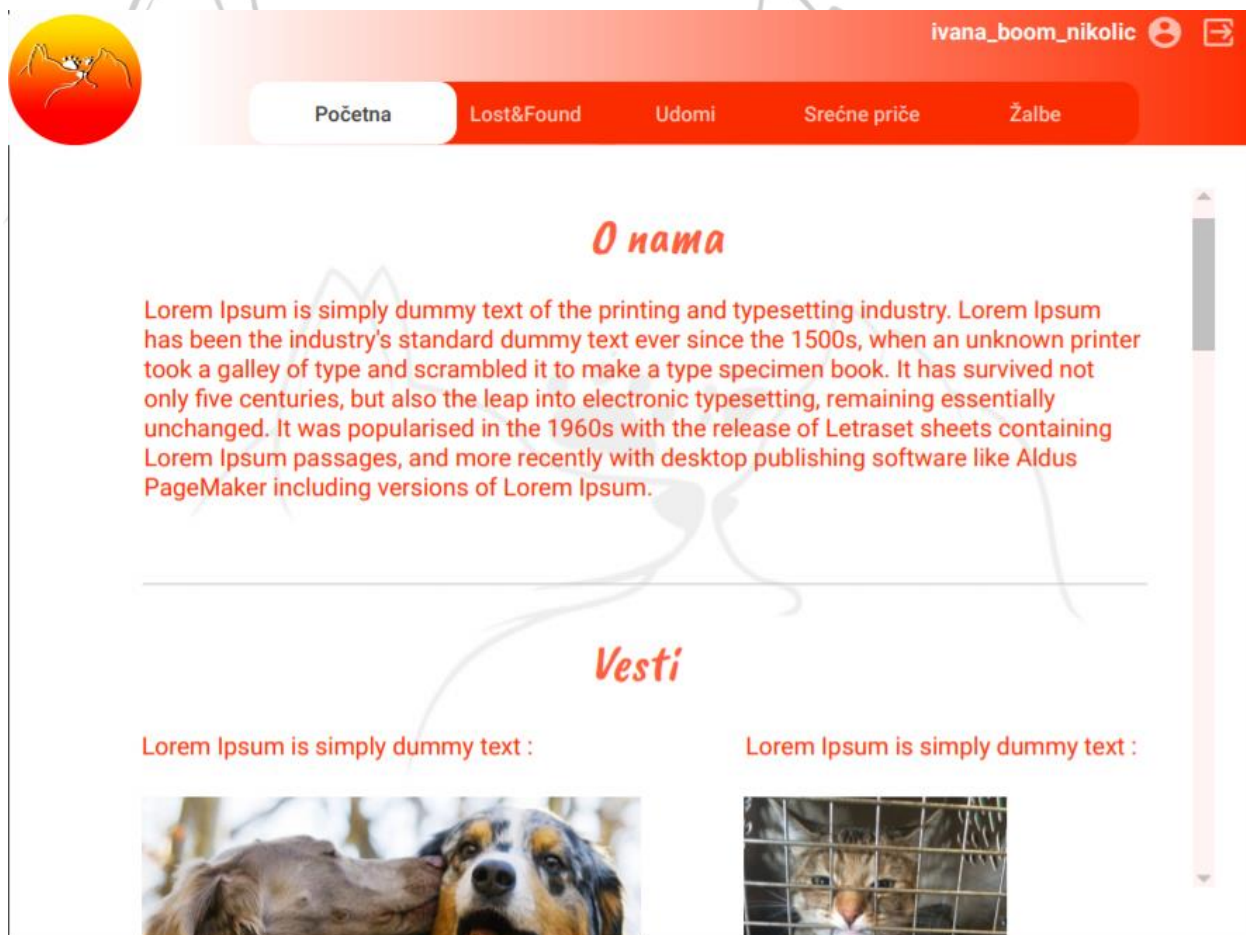 ivana_boom_nikolic
Početna Lost&Found Udomi Srećne priče Žalbe
O nama
Lorem Ipsum is simply dummy text of the printing and typesetting industry. Lorem Ipsum
has been the industry's standard dummy text ever since the 1500s, when an unknown printer
took a galley of type and scrambled it to make a type specimen book. It has survived not
only five centuries, but also the leap into electronic typesetting, remaining essentially
unchanged. It was popularised in the 1960s with the release of Letraset sheets containing
Lorem Ipsum passages, and more recently with desktop publishing software like Aldus
PageMaker including versions of Lorem Ipsum.
Vesti
Lorem Ipsum is simply dummy text : Lorem Ipsum is simply dummy text :